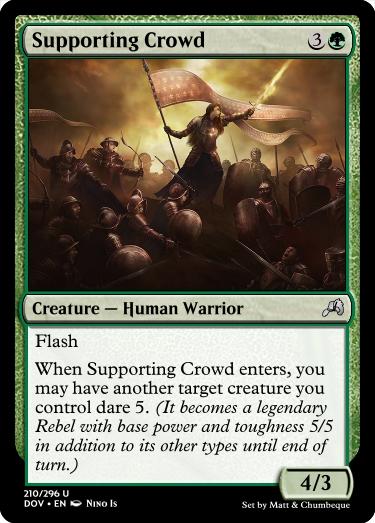 Supporting Crowd 3
Creature — Human Warrior
Flash
When Supporting Crowd enters, you
may have another target creature you
control dare 5. (It becomes a legendary
Rebel with base power and toughness 5/5
in addition to its other types until end
of turn.)
4/3
210/296 U
DOV • EN Nino Is
Set by Matt & Chumbeque